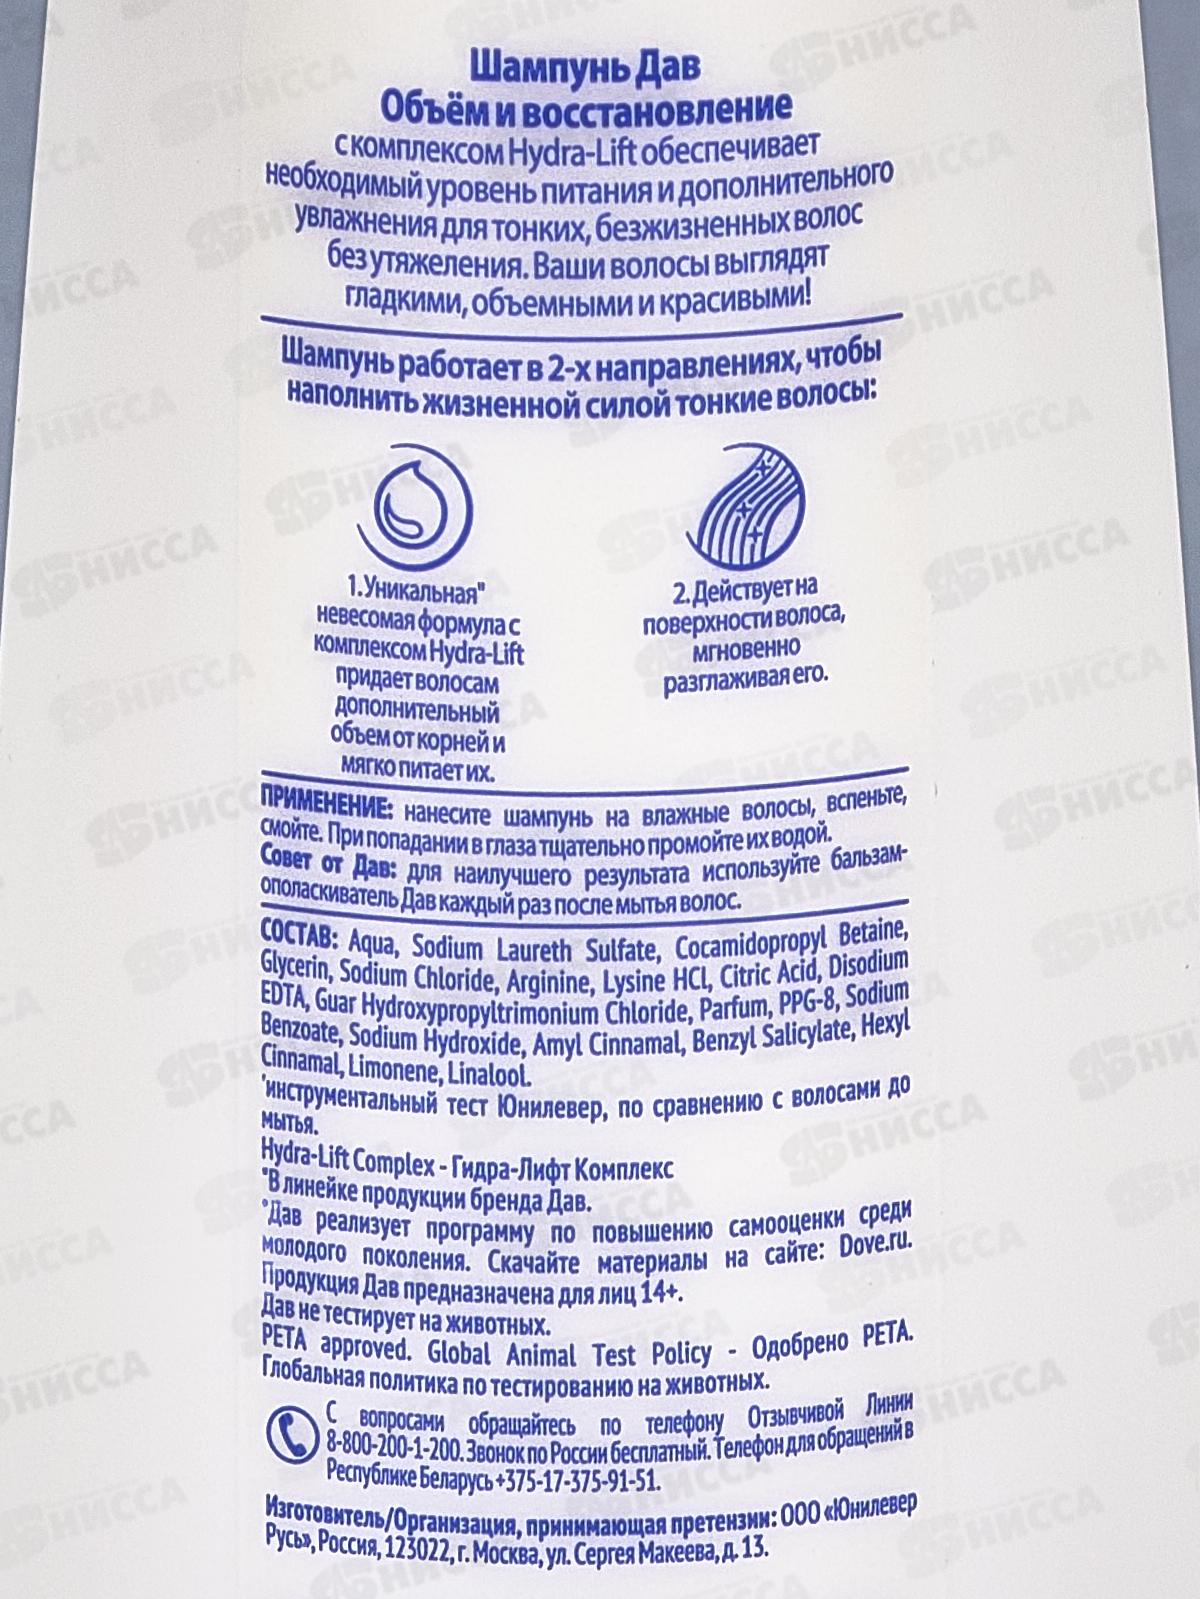 Шампунь Дав
Объём и восстановление
с комплексом Hydra-Lift обеспечивает
необходимый уровень питания и дополнительного
увлажнения для тонких, безжизненных волос
без утяжеления. Ваши волосы выглядят
гладкими, объемными и красивыми!
Шампунь работает в 2-х направлениях, чтобы
наполнить жизненной силой тонкие волосы:
1. Уникальная"
невесомая формула с
комплексом Hydra-Lift
придает волосам
дополнительный
объем от корней и
мягко питает их.
2. Действует на
поверхности волоса,
мгновенно
разглаживая его.
ПРИМЕНЕНИЕ: нанесите шампунь на влажные волосы, вспеньте,
смойте. При попадании в глаза тщательно промойте их водой.
Совет от Дав: для наилучшего результата используйте бальзам-
ополаскиватель Дав каждый раз после мытья волос.
СОСТАВ: Aqua, Sodium Laureth Sulfate, Cocamidopropyl Betaine,
Glycerin, Sodium Chloride, Arginine, Lysine HCl, Citric Acid, Disodium
EDTA, Guar Hydroxypropyltrimonium Chloride, Parfum, PPG-8, Sodium
Benzoate, Sodium Hydroxide, Amyl Cinnamal, Benzyl Salicylate, Hexyl
Cinnamal, Limonene, Linalool.
'инструментальный тест Юнилевер, по сравнению с волосами до
мытья.
Hydra-Lift Complex - Гидра-Лифт Комплекс
"В линейке продукции бренда Дав.
°Дав реализует программу по повышению самооценки среди
молодого поколения. Скачайте материалы на сайте: Dove.ru.
Продукция Дав предназначена для лиц 14+.
Дав не тестирует на животных.
PETA approved. Global Animal Test Policy - Одобрено PETA.
Глобальная политика по тестированию на животных.
С вопросами обращайтесь по телефону Отзывчивой Линии
8-800-200-1-200. Звонок по России бесплатный. Телефон для обращений в
Республике Беларусь +375-17-375-91-51.
Изготовитель/Организация, принимающая претензии: ООО «Юнилевер
Русь», Россия, 123022, г. Москва, ул. Сергея Макеева, д. 13.